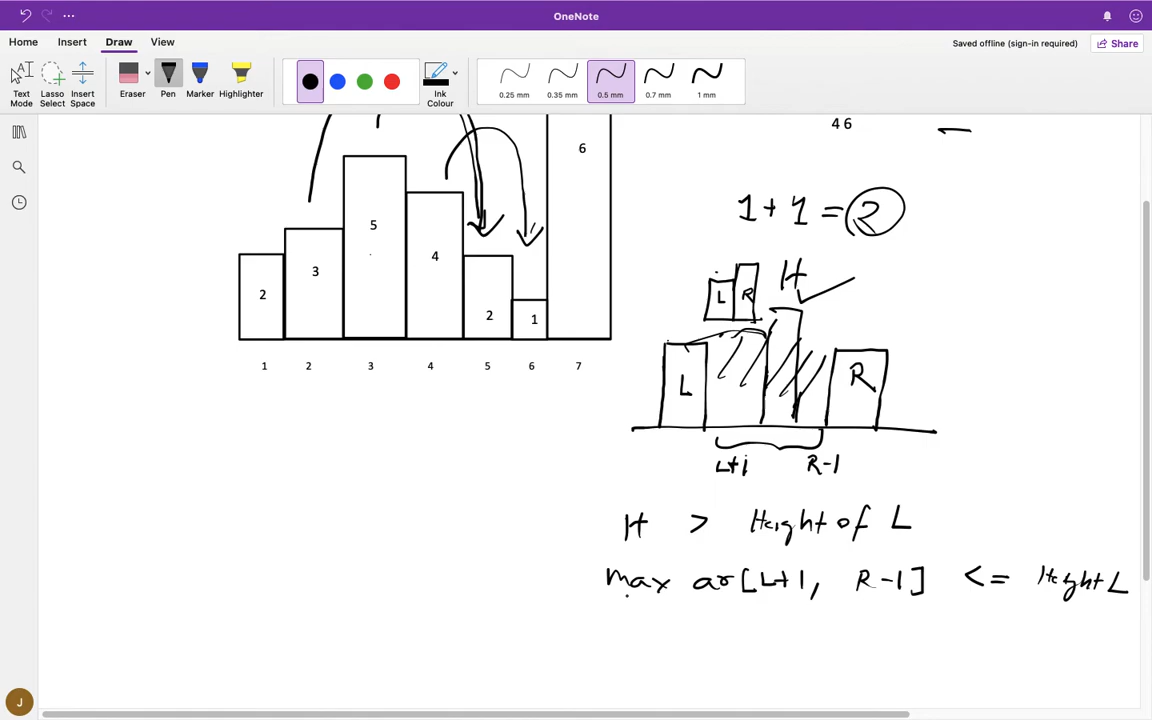 OneNote
Home Insert Draw View
Saved offline (sign-in required)
Share
Text Mode
Lasso Select
Insert Space
Eraser
Pen
Marker
Highlighter
Ink Colour
0.25 mm
0.35 mm
0.5 mm
0.7 mm
1 mm
4 6
6
1 + 1 = 2
5
3
4
2
2
1
1 2 3 4 5 6 7
L R
H
L
R
L+1 R-1
H > Height of L
max ar[L+1, R-1] <= Height L
J